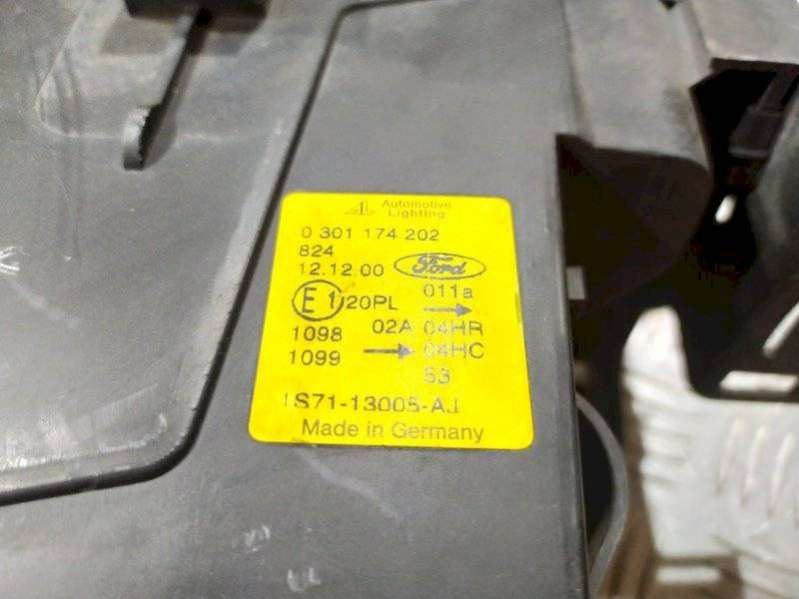 Automotive
Lighting
0 301 174 202
824
12.12.00 Ford
E1 /20PL 011a
02A 04HR
1098
1099 04HC
53
1S71-13005-AJ
Made in Germany